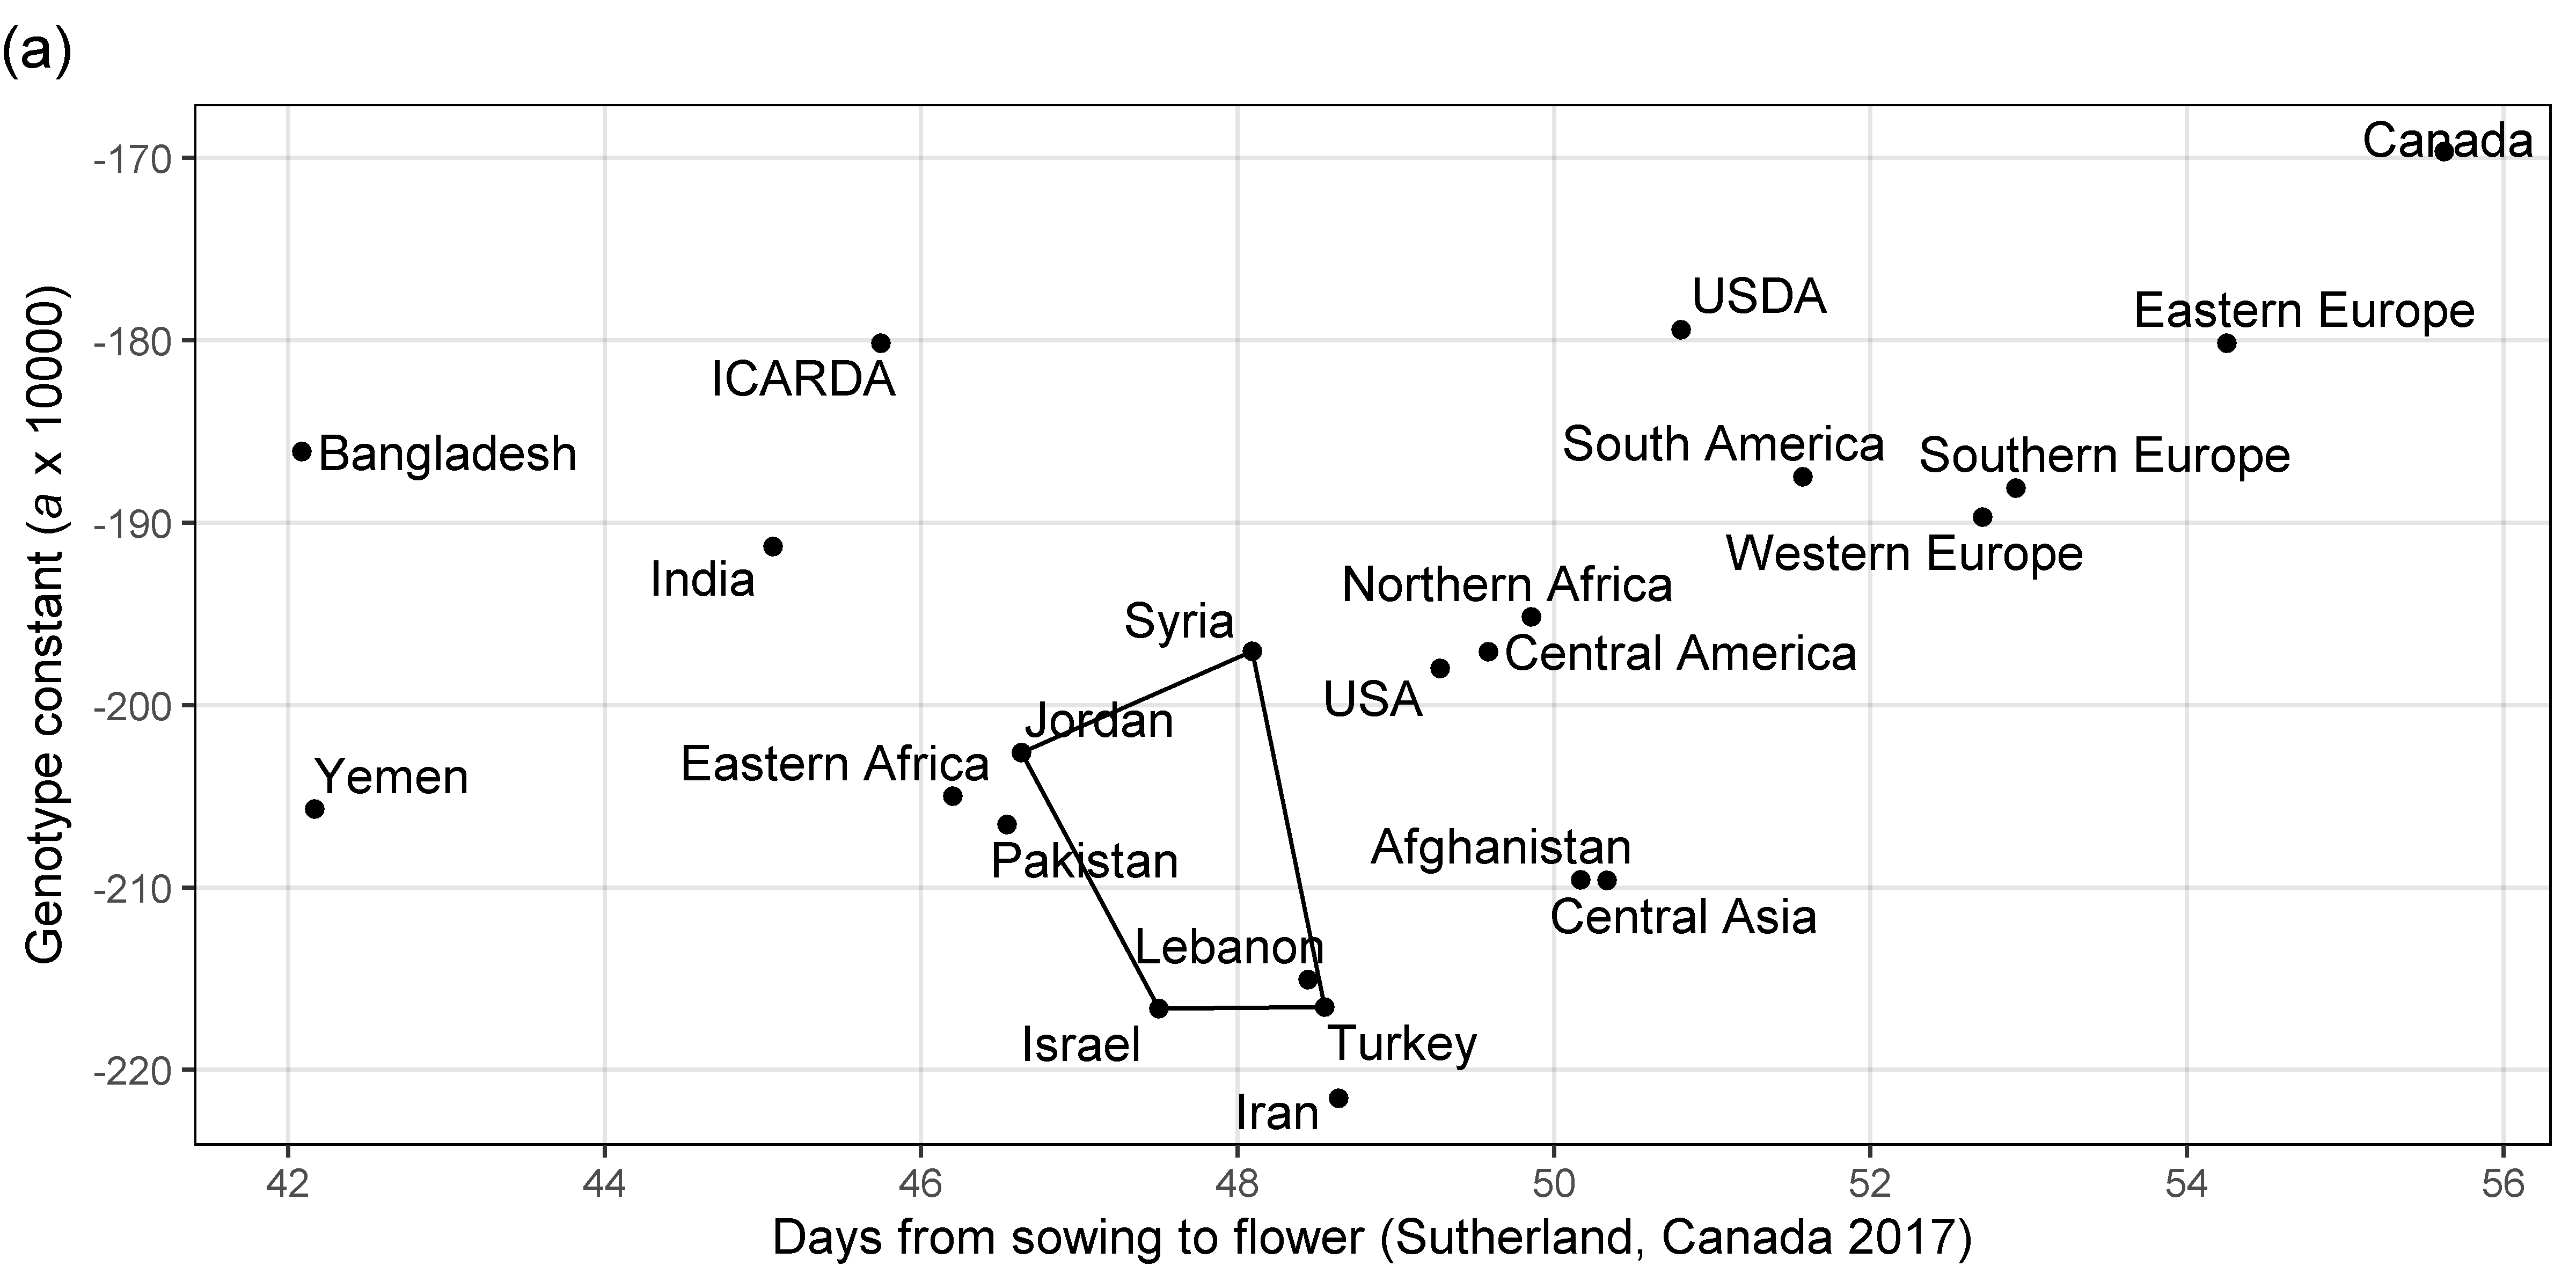 (a)
Genotype constant (a x 10000)
-170
-180
-190
-200
-210
-220
Canada
USDA
Eastern Europe
ICARDA
South America
Southern Europe
Bangladesh
Western Europe
India
Northern Africa
Syria
Central America
USA
Jordan
Eastern Africa
Yemen
Afghanistan
Pakistan
Central Asia
Lebanon
Israel
Turkey
Iran
42 44 46 48 50 52 54 56
Days from sowing to flower (Sutherland, Canada 2017)